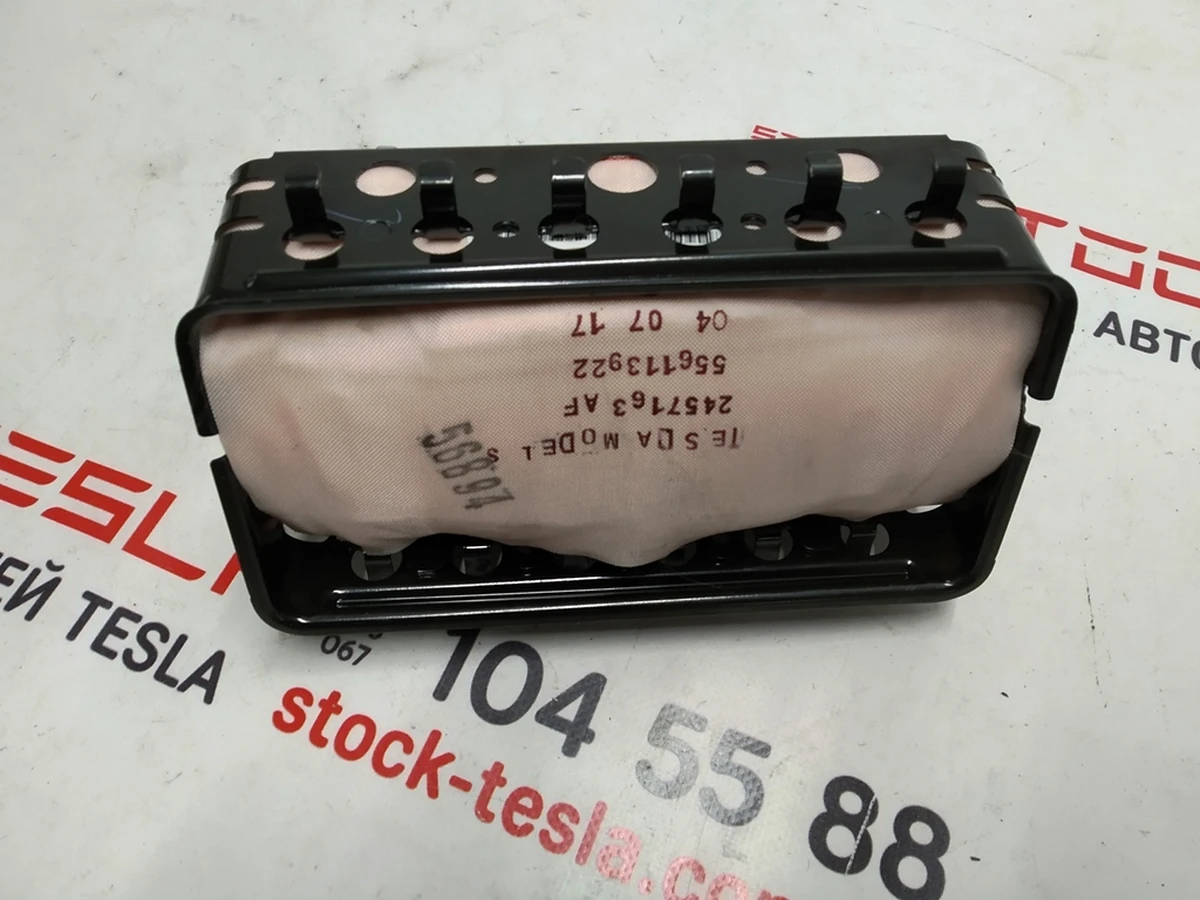 TESLA MODEL S
2457163 AF
556113922
04 07 17
56894
TESLA
ЕЙ TESLA
067
104 55 88
stock-tesla.com
АВТО